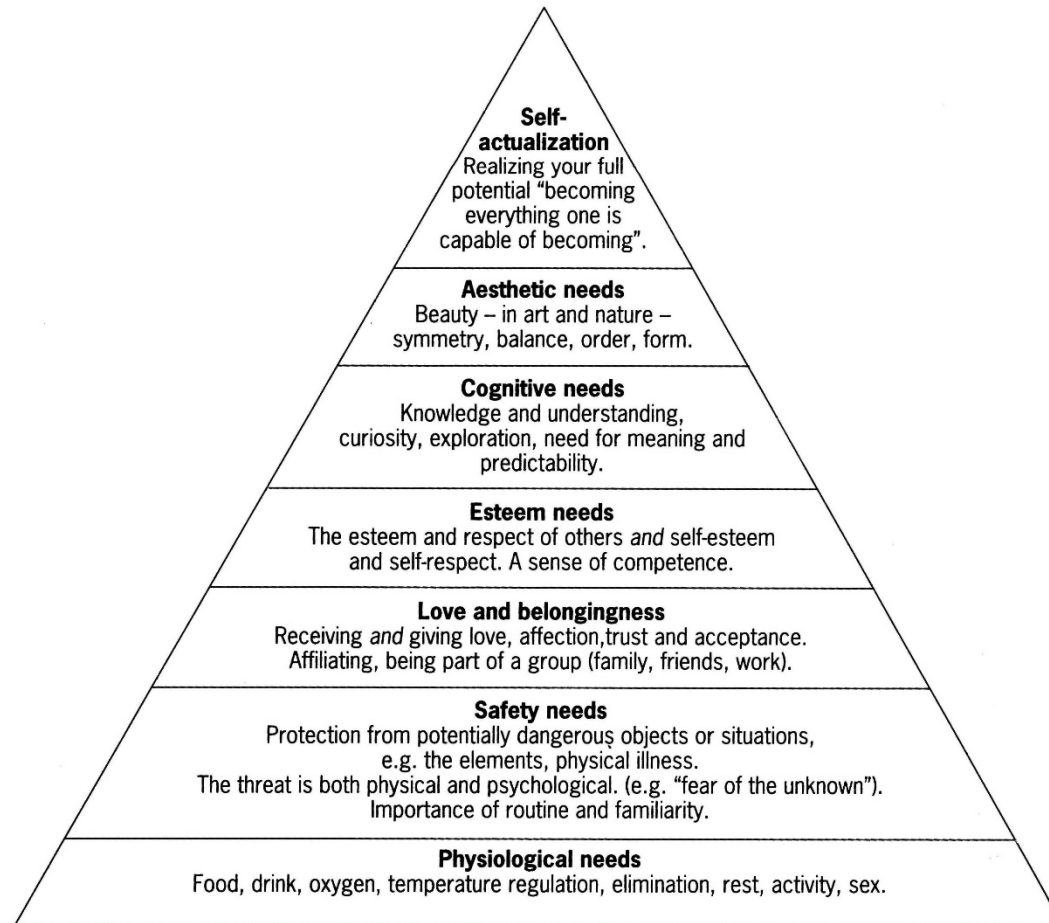 Self-
actualization
Realizing your full
potential “becoming
everything one is
capable of becoming”.
Aesthetic needs
Beauty – in art and nature –
symmetry, balance, order, form.
Cognitive needs
Knowledge and understanding,
curiosity, exploration, need for meaning and
predictability.
Esteem needs
The esteem and respect of others and self-esteem
and self-respect. A sense of competence.
Love and belongingness
Receiving and giving love, affection,trust and acceptance.
Affiliating, being part of a group (family, friends, work).
Safety needs
Protection from potentially dangerous objects or situations,
e.g. the elements, physical illness.
The threat is both physical and psychological. (e.g. “fear of the unknown”).
Importance of routine and familiarity.
Physiological needs
Food, drink, oxygen, temperature regulation, elimination, rest, activity, sex.